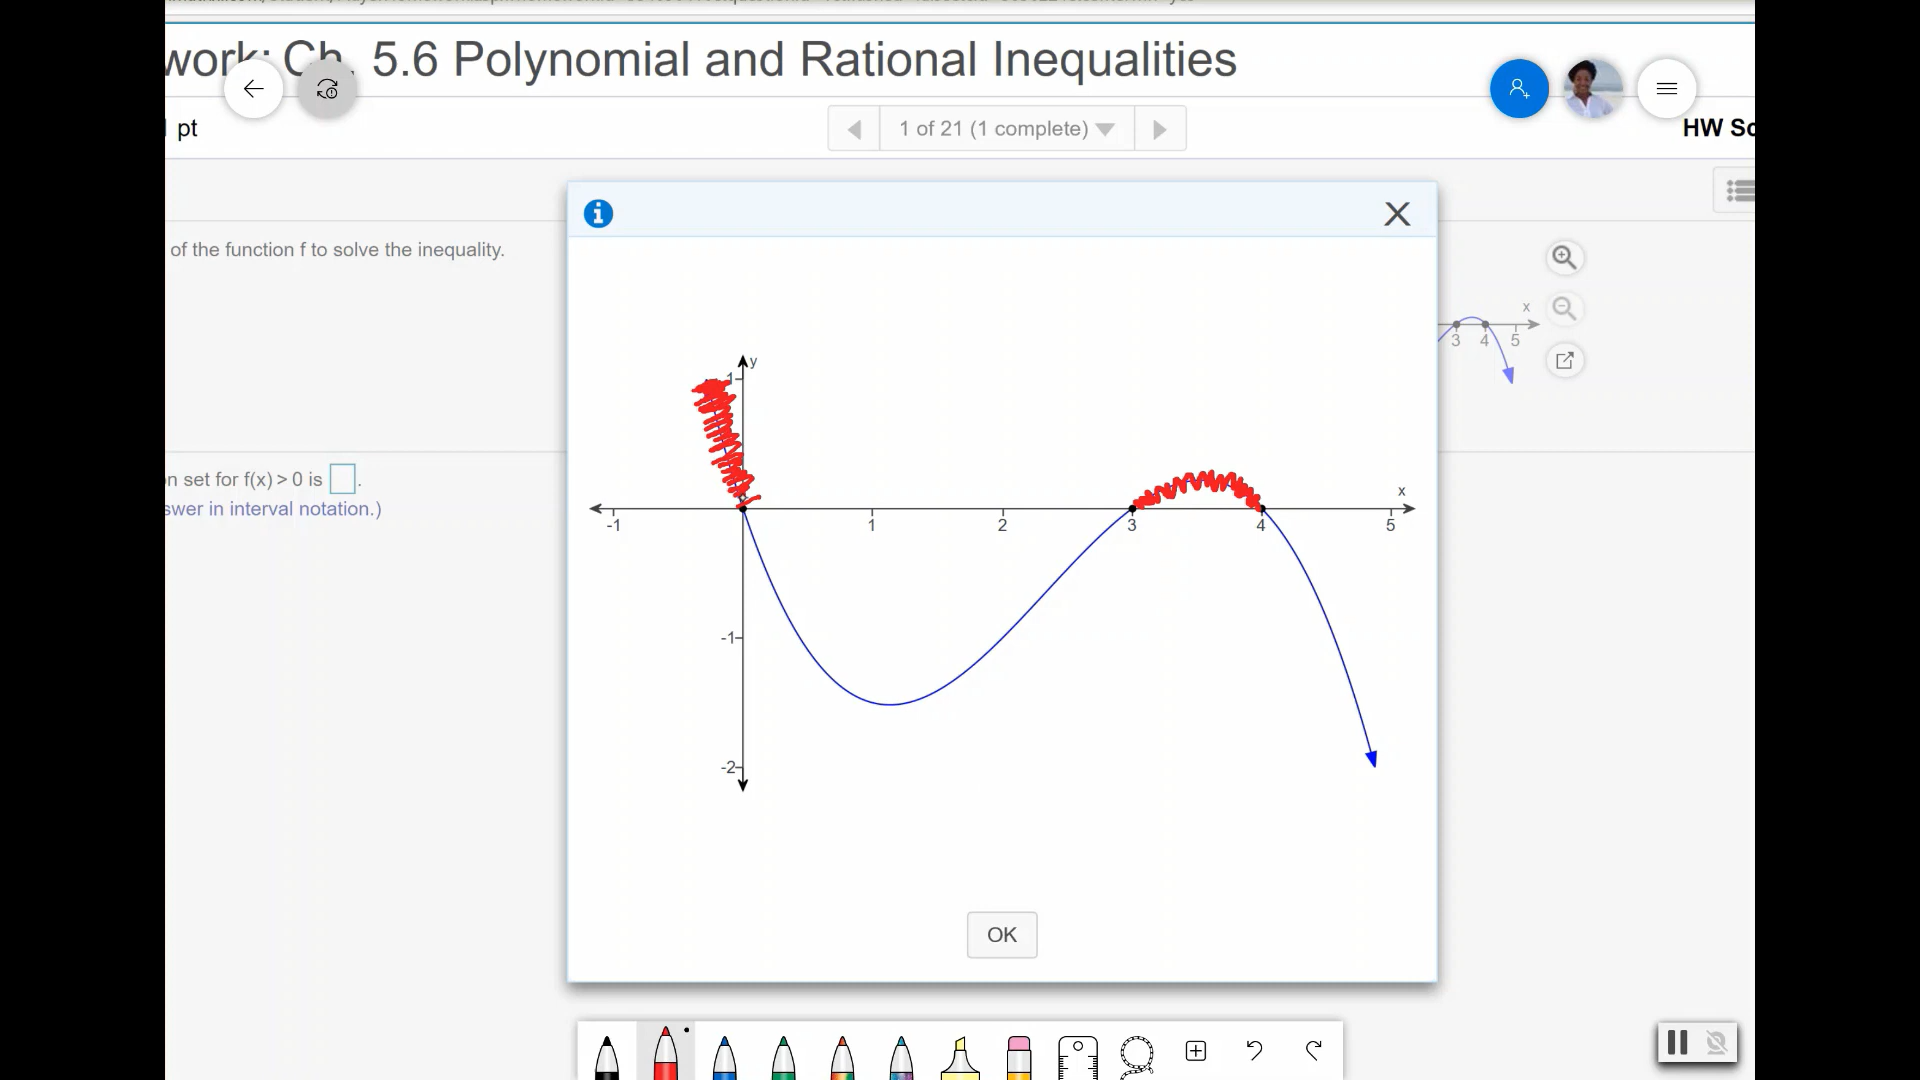 work: Ch. 5.6 Polynomial and Rational Inequalities
pt
1 of 21 (1 complete)
HW Sc
of the function f to solve the inequality.
x
3 4 5
y
1
x
-1 1 2 3 4 5
-1
-2
n set for f(x) > 0 is .
swer in interval notation.)
OK